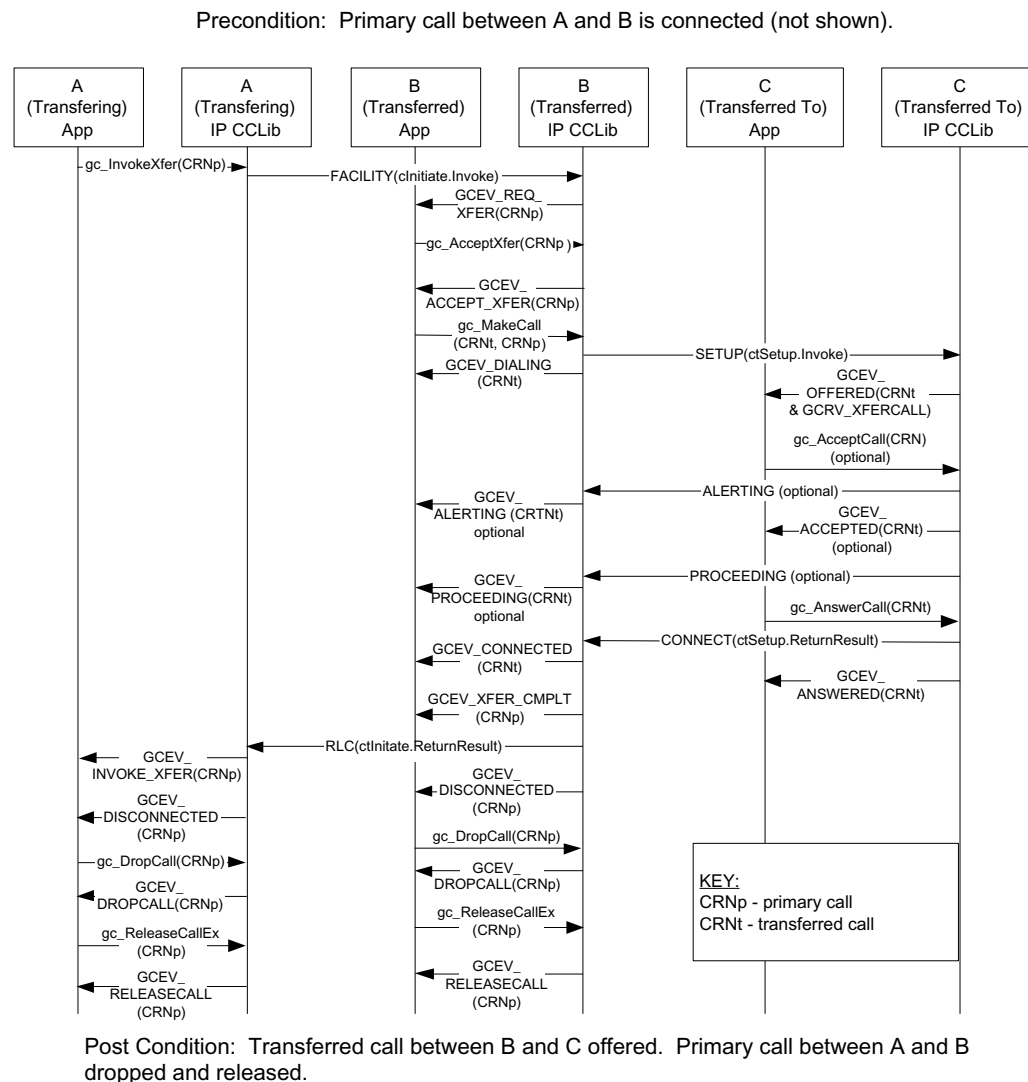 Precondition: Primary call between A and B is connected (not shown).
A
(Transfering)
App
A
(Transfering)
IP CCLib
B
(Transferred)
App
B
(Transferred)
IP CCLib
C
(Transferred To)
App
C
(Transferred To)
IP CCLib
gc_InvokeXfer(CRNp)
FACILITY(cInitiate.Invoke)
GCEV_REQ_
XFER(CRNp)
gc_AcceptXfer(CRNp )
GCEV_
ACCEPT_XFER(CRNp)
gc_MakeCall
(CRNt, CRNp)
SETUP(ctSetup.Invoke)
GCEV_DIALING
(CRNt)
GCEV_
OFFERED(CRNt
& GCRV_XFERCALL)
gc_AcceptCall(CRN)
(optional)
ALERTING (optional)
GCEV_
ALERTING (CRTNt)
optional
GCEV_
ACCEPTED(CRNt)
(optional)
PROCEEDING (optional)
GCEV_
PROCEEDING(CRNt)
optional
gc_AnswerCall(CRNt)
CONNECT(ctSetup.ReturnResult)
GCEV_CONNECTED
(CRNt)
GCEV_
ANSWERED(CRNt)
GCEV_XFER_CMPLT
(CRNp)
RLC(ctInitate.ReturnResult)
GCEV_
INVOKE_XFER(CRNp)
GCEV_
DISCONNECTED
(CRNp)
GCEV_
DISCONNECTED
(CRNp)
gc_DropCall(CRNp)
gc_DropCall(CRNp)
GCEV_
DROPCALL(CRNp)
GCEV_
DROPCALL(CRNp)
gc_ReleaseCallEx
(CRNp)
gc_ReleaseCallEx
(CRNp)
GCEV_
RELEASECALL
(CRNp)
GCEV_
RELEASECALL
(CRNp)
KEY:
CRNp - primary call
CRNt - transferred call
Post Condition: Transferred call between B and C offered. Primary call between A and B
dropped and released.